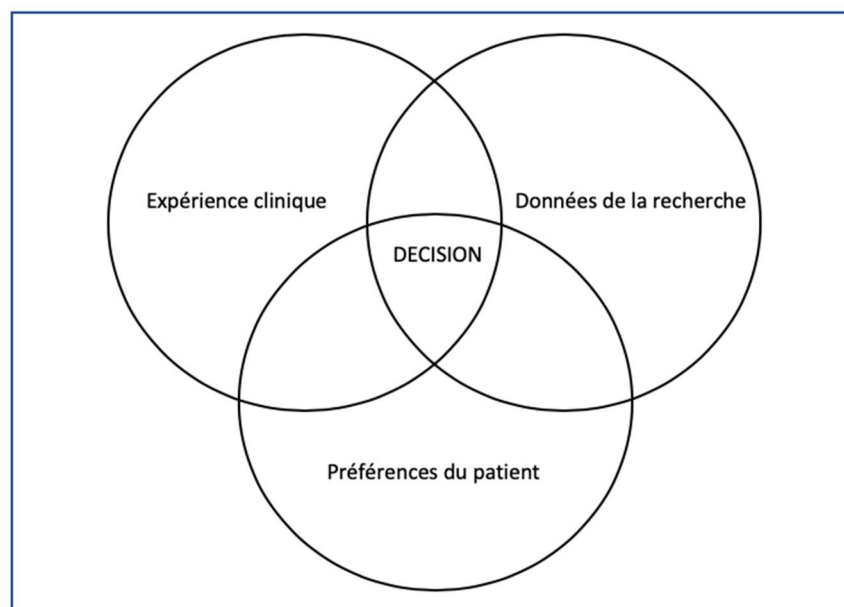 Expérience clinique
Données de la recherche
DECISION
Préférences du patient